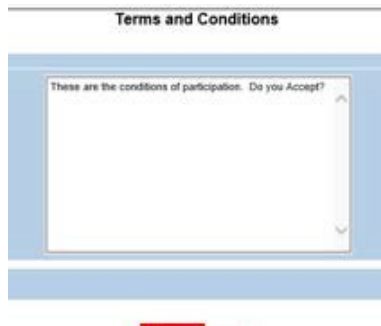 Terms and Conditions
These are the conditions of participation. Do you Accept?